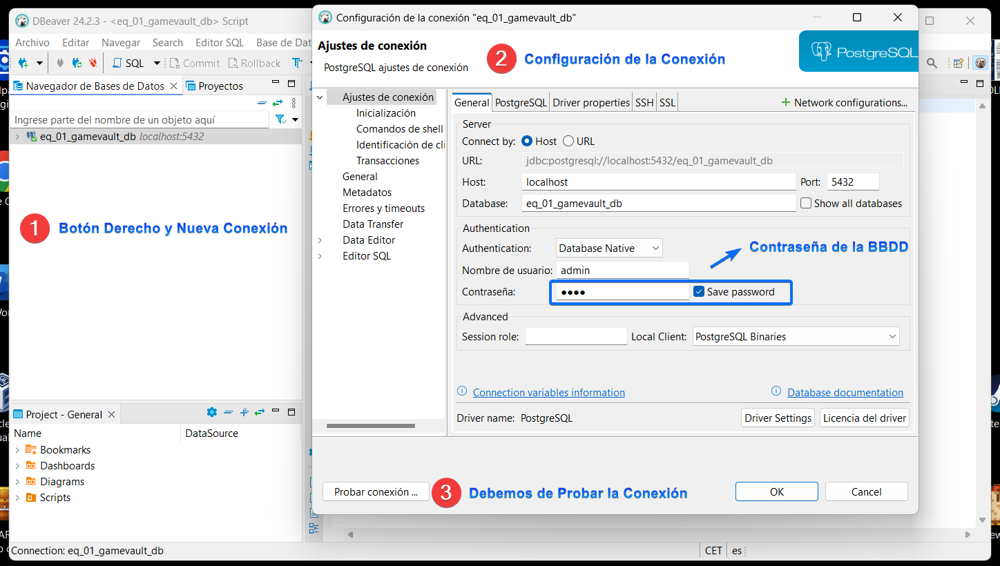 DBeaver 24.2.3 - <eq_01_gamevault_db> Script
Archivo Editar Navegar Search Editor SQL Base de Dat
SQL Commit Rollback
Navegador de Bases de Datos Proyectos
Ingrese parte del nombre de un objeto aquí
eq_01_gamevault_db localhost:5432
1 Botón Derecho y Nueva Conexión
Project - General
Name DataSource
Bookmarks
Dashboards
Diagrams
Scripts
Connection: eq_01_gamevault_db
CET es
Configuración de la conexión "eq_01_gamevault_db"
Ajustes de conexión
PostgreSQL ajustes de conexión
2 Configuración de la Conexión
PostgreSQL
Ajustes de conexión
Inicialización
Comandos de shell
Identificación de cli
Transacciones
General
Metadatos
Errores y timeouts
Data Transfer
Data Editor
Editor SQL
General PostgreSQL Driver properties SSH SSL
Network configurations...
Server
Connect by: Host URL
URL: jdbc:postgresql://localhost:5432/eq_01_gamevault_db
Host: localhost Port: 5432
Database: eq_01_gamevault_db Show all databases
Authentication
Authentication: Database Native
Contraseña de la BBDD
Nombre de usuario: admin
Contraseña: •••• Save password
Advanced
Session role: Local Client: PostgreSQL Binaries
Connection variables information Database documentation
Driver name: PostgreSQL Driver Settings Licencia del driver
Probar conexión ... 3 Debemos de Probar la Conexión OK Cancel